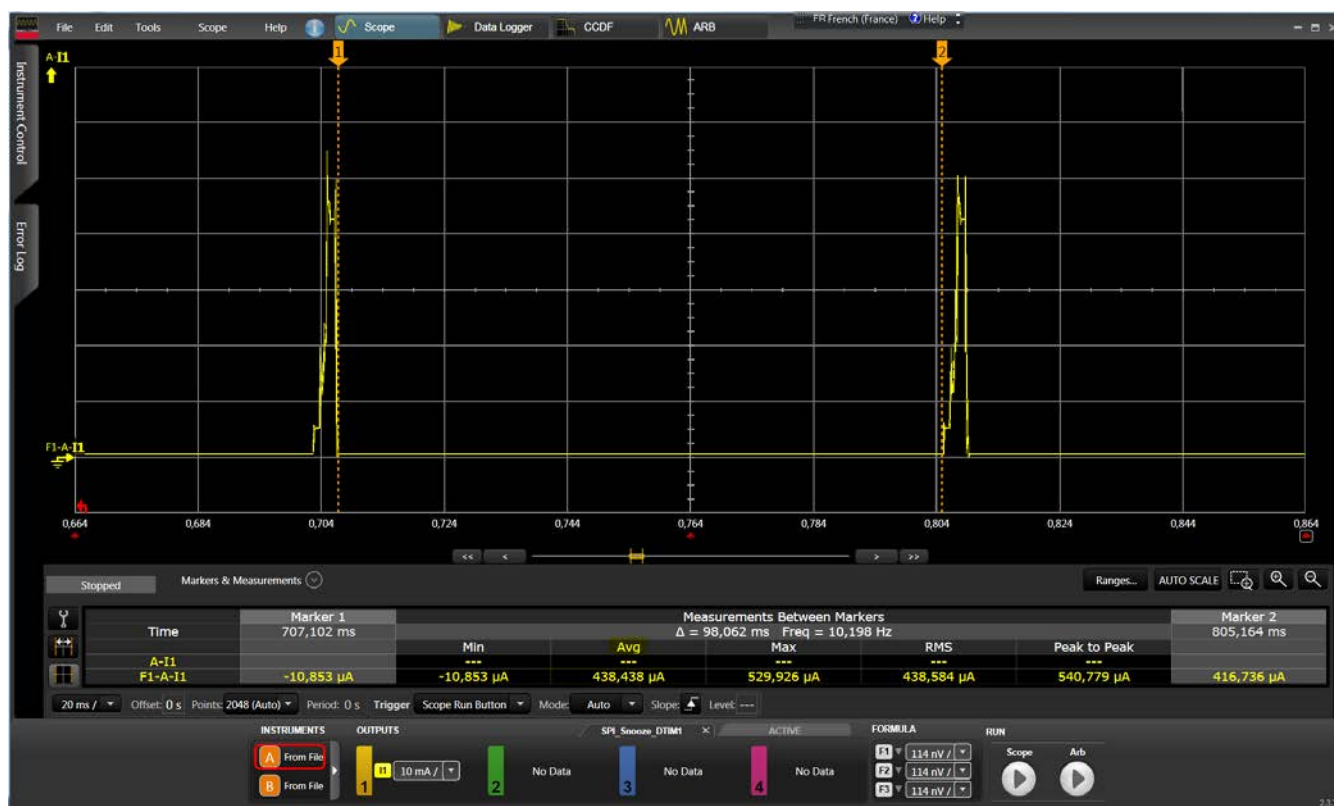 File Edit Tools Scope Help Scope Data Logger CCDF ARB FR French (France) Help
Instrument Control
Error Log
A-I1
1 2
F1-A-I1
0,664 0,684 0,704 0,724 0,744 0,764 0,784 0,804 0,824 0,844 0,864
<< < > >>
Stopped Markers & Measurements Ranges... AUTO SCALE
Marker 1 Measurements Between Markers Marker 2
Time 707,102 ms Δ = 98,062 ms Freq = 10,198 Hz 805,164 ms
Min Avg Max RMS Peak to Peak
A-I1 --- --- --- --- ---
F1-A-I1 -10,853 µA -10,853 µA 438,438 µA 529,926 µA 438,584 µA 540,779 µA 416,736 µA
20 ms / Offset: 0 s Points: 2048 (Auto) Period: 0 s Trigger Scope Run Button Mode: Auto Slope: Level: ---
INSTRUMENTS OUTPUTS SPI_Snooze_DTIM1 × ACTIVE FORMULA RUN
A From File 1 I1 10 mA / 2 No Data 3 No Data 4 No Data F1 114 nV / Scope Arb
F2 114 nV /
B From File F3 114 nV /